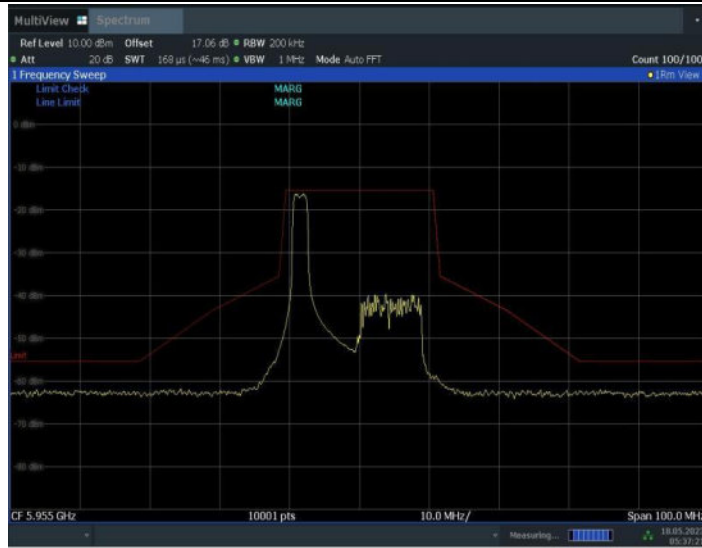 MultiView Spectrum
Ref Level 10.00 dBm Offset 17.06 dB RBW 200 kHz
Att 20 dB SWT 168 µs (~46 ms) VBW 1 MHz Mode Auto FFT Count 100/100
1 Frequency Sweep 1Rm View
Limit Check MARG
Line Limit MARG
0 dBm
-10 dBm
-20 dBm
-30 dBm
-40 dBm
-50 dBm
-60 dBm
-70 dBm
-80 dBm
CF 5.955 GHz 10001 pts 10.0 MHz/ Span 100.0 MHz
Measuring...
05:37:21